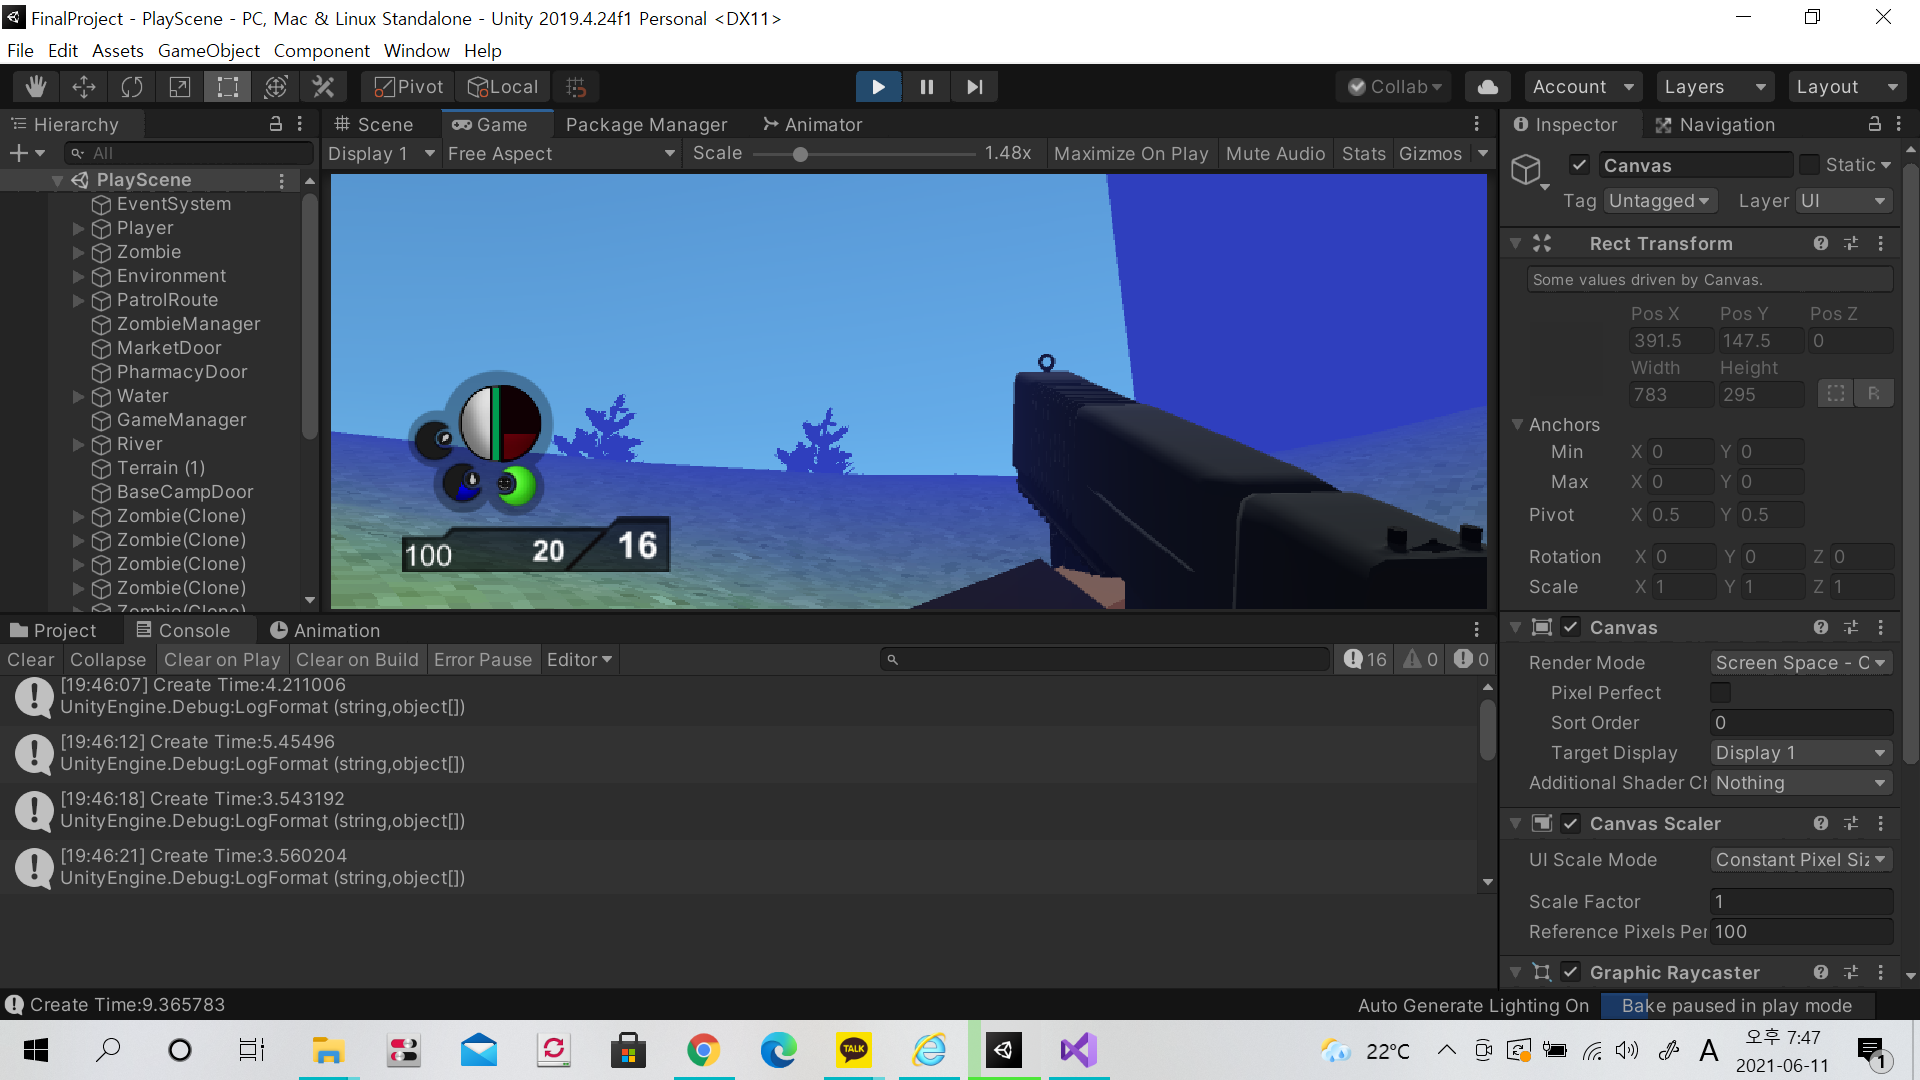 FinalProject - PlayScene - PC, Mac & Linux Standalone - Unity 2019.4.24f1 Personal <DX11>
File Edit Assets GameObject Component Window Help
Pivot Local Collab Account Layers Layout
Hierarchy
All
PlayScene
EventSystem
Player
Zombie
Environment
PatrolRoute
ZombieManager
MarketDoor
PharmacyDoor
Water
GameManager
River
Terrain (1)
BaseCampDoor
Zombie(Clone)
Zombie(Clone)
Zombie(Clone)
Zombie(Clone)
Zombie(Clone)
Scene Game Package Manager Animator
Display 1 Free Aspect Scale 1.48x Maximize On Play Mute Audio Stats Gizmos
100 20 16
Project Console Animation
Clear Collapse Clear on Play Clear on Build Error Pause Editor 16 0 0
[19:46:07] Create Time:4.211006
UnityEngine.Debug:LogFormat (string,object[])
[19:46:12] Create Time:5.45496
UnityEngine.Debug:LogFormat (string,object[])
[19:46:18] Create Time:3.543192
UnityEngine.Debug:LogFormat (string,object[])
[19:46:21] Create Time:3.560204
UnityEngine.Debug:LogFormat (string,object[])
Inspector Navigation
Canvas Static
Tag Untagged Layer UI
Rect Transform
Some values driven by Canvas.
Pos X Pos Y Pos Z
391.5 147.5 0
Width Height
783 295 R
Anchors
Min X 0 Y 0
Max X 0 Y 0
Pivot X 0.5 Y 0.5
Rotation X 0 Y 0 Z 0
Scale X 1 Y 1 Z 1
Canvas
Render Mode Screen Space - O
Pixel Perfect
Sort Order 0
Target Display Display 1
Additional Shader Ch Nothing
Canvas Scaler
UI Scale Mode Constant Pixel Siz
Scale Factor 1
Reference Pixels Per 100
Graphic Raycaster
Create Time:9.365783
Auto Generate Lighting On Bake paused in play mode
TALK 22°C A 오후 7:47
2021-06-11 1